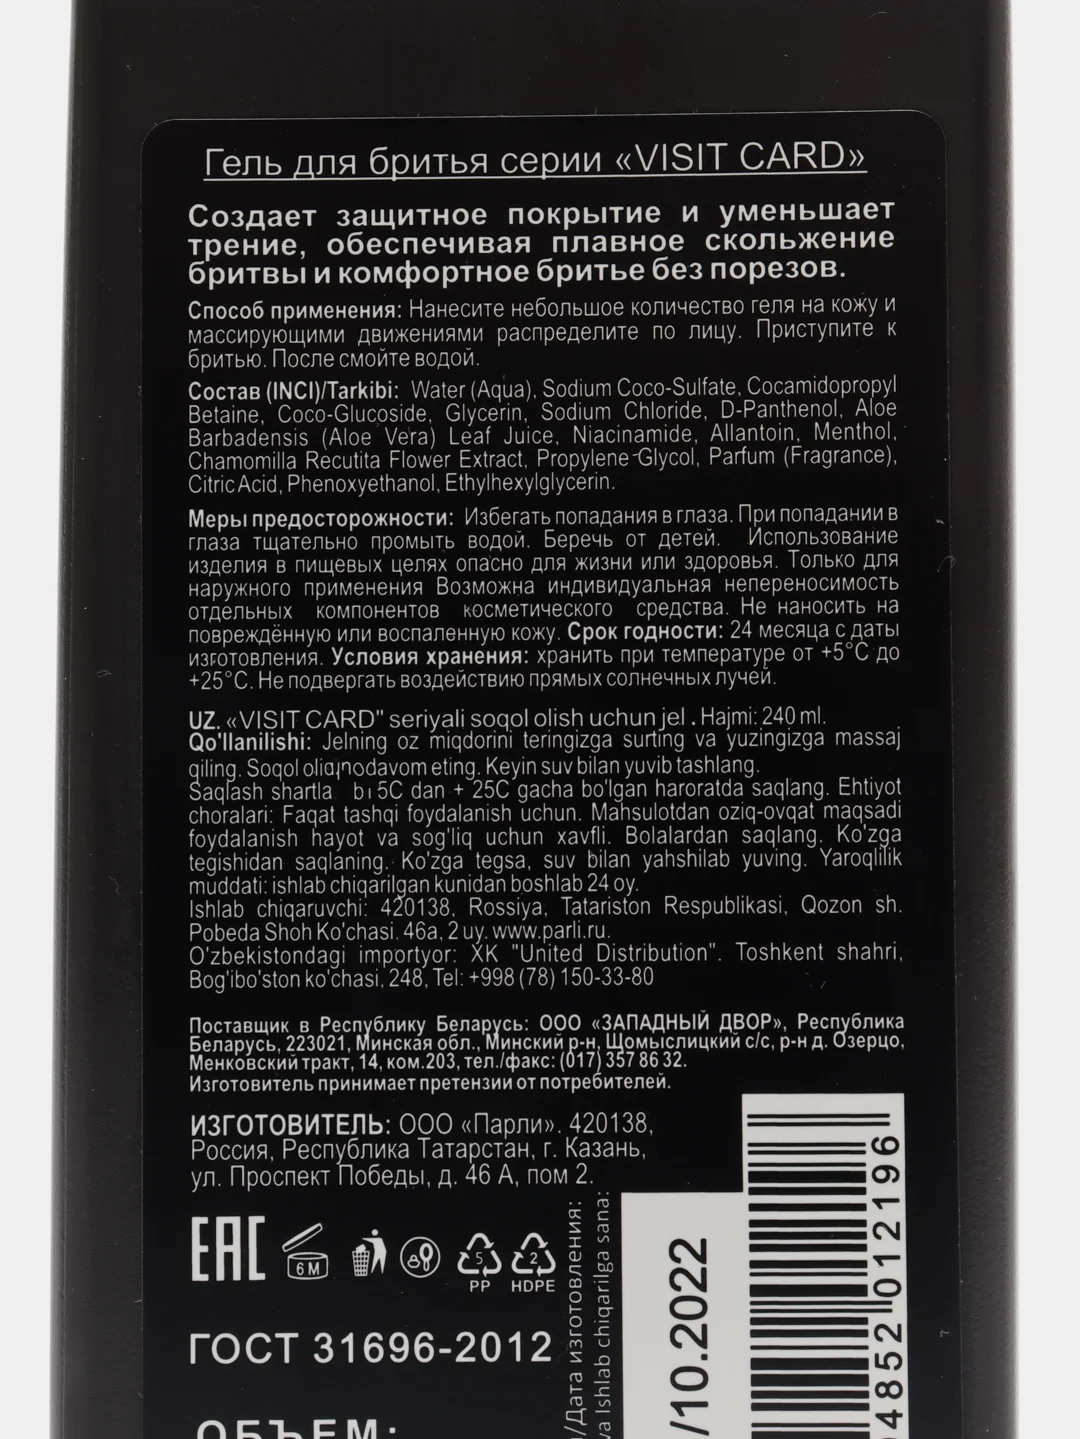 Гель для бритья серии «VISIT CARD»
Создает защитное покрытие и уменьшает
трение, обеспечивая плавное скольжение
бритвы и комфортное бритье без порезов.
Способ применения: Нанесите небольшое количество геля на кожу и
массирующими движениями распределите по лицу. Приступите к
бритью. После смойте водой.
Состав (INCI)/Tarkibi: Water (Aqua), Sodium Coco-Sulfate, Cocamidopropyl
Betaine, Coco-Glucoside, Glycerin, Sodium Chloride, D-Panthenol, Aloe
Barbadensis (Aloe Vera) Leaf Juice, Niacinamide, Allantoin, Menthol,
Chamomilla Recutita Flower Extract, Propylene Glycol, Parfum (Fragrance),
Citric Acid, Phenoxyethanol, Ethylhexylglycerin.
Меры предосторожности: Избегать попадания в глаза. При попадании в
глаза тщательно промыть водой. Беречь от детей. Использование
изделия в пищевых целях опасно для жизни или здоровья. Только для
наружного применения Возможна индивидуальная непереносимость
отдельных компонентов косметического средства. Не наносить на
повреждённую или воспаленную кожу. Срок годности: 24 месяца с даты
изготовления. Условия хранения: хранить при температуре от +5°C до
+25°C. Не подвергать воздействию прямых солнечных лучей.
UZ. «VISIT CARD" seriyali soqol olish uchun jel . Hajmi: 240 ml.
Qo'llanilishi: Jelning oz miqdorini teringizga surting va yuzingizga massaj
qiling. Soqol davom eting. Keyin suv bilan yuvib tashlang.
Saqlash 5C dan + 25C gacha bo'lgan haroratda saqlang. Ehtiyot
choralari: Faqat tashqi foydalanish uchun. Mahsulotdan oziq-ovqat maqsadi
foydalanish hayot va sog'liq uchun xavfli. Bolalardan saqlang. Ko'zga
tegishidan saqlaning. Ko'zga tegsa, suv bilan yahshilab yuving. Yaroqlilik
muddati: ishlab chiqarilgan kunidan boshlab 24 oy.
Ishlab chiqaruvchi: 420138, Rossiya, Tatariston Respublikasi, Qozon sh.
Pobeda Shoh Ko'chasi. 46a, 2 uy. www.parli.ru.
O'zbekistondagi importyor: XK "United Distribution". Toshkent shahri,
Bog'ibo'ston ko'chasi, 248, Tel: +998 (78) 150-33-80
Поставщик в Республику Беларусь: ООО «ЗАПАДНЫЙ ДВОР», Республика
Беларусь, 223021, Минская обл., Минский р-н, Щомыслицкий с/с, р-н д. Озерцо,
Менковский тракт, 14, ком.203, тел./факс: (017) 357 86 32.
Изготовитель принимает претензии от потребителей.
ИЗГОТОВИТЕЛЬ: ООО «Парли». 420138,
Россия, Республика Татарстан, г. Казань,
ул. Проспект Победы, д. 46 А, пом 2.
EAC 6M 5 PP 2 HDPE
ГОСТ 31696-2012
ОБЪЕМ:
/Дата изготовления:
va Ishlab chiqarilga sana:
/10.2022
4852 012196